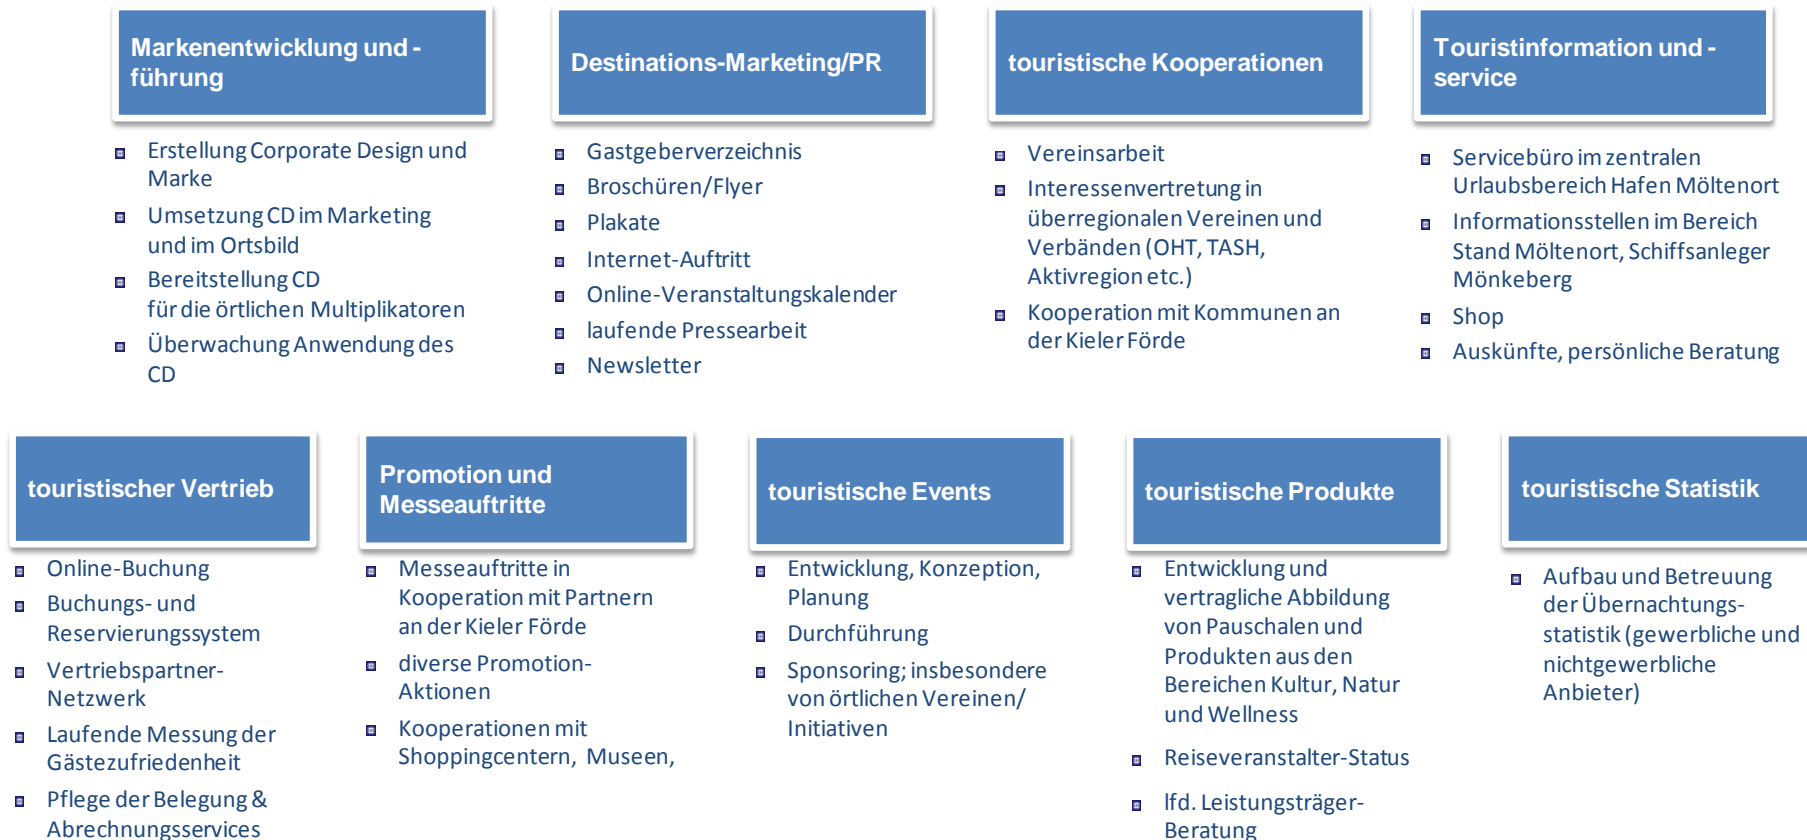 Markenentwicklung und -
führung
Erstellung Corporate Design und
Marke
Umsetzung CD im Marketing
und im Ortsbild
Bereitstellung CD
für die örtlichen Multiplikatoren
Überwachung Anwendung des
CD
Destinations-Marketing/PR
Gastgeberverzeichnis
Broschüren/Flyer
Plakate
Internet-Auftritt
Online-Veranstaltungskalender
laufende Pressearbeit
Newsletter
touristische Kooperationen
Vereinsarbeit
Interessenvertretung in
überregionalen Vereinen und
Verbänden (OHT, TASH,
Aktivregion etc.)
Kooperation mit Kommunen an
der Kieler Förde
Touristinformation und -
service
Servicebüro im zentralen
Urlaubsbereich Hafen Möltenort
Informationsstellen im Bereich
Stand Möltenort, Schiffsanleger
Mönkeberg
Shop
Auskünfte, persönliche Beratung
touristischer Vertrieb
Online-Buchung
Buchungs- und
Reservierungssystem
Vertriebspartner-
Netzwerk
Laufende Messung der
Gästezufriedenheit
Pflege der Belegung &
Abrechnungsservices
Promotion und
Messeauftritte
Messeauftritte in
Kooperation mit Partnern
an der Kieler Förde
diverse Promotion-
Aktionen
Kooperationen mit
Shoppingcentern, Museen,
touristische Events
Entwicklung, Konzeption,
Planung
Durchführung
Sponsoring; insbesondere
von örtlichen Vereinen/
Initiativen
touristische Produkte
Entwicklung und
vertragliche Abbildung
von Pauschalen und
Produkten aus den
Bereichen Kultur, Natur
und Wellness
Reiseveranstalter-Status
lfd. Leistungsträger-
Beratung
touristische Statistik
Aufbau und Betreuung
der Übernachtungs-
statistik (gewerbliche und
nichtgewerbliche
Anbieter)